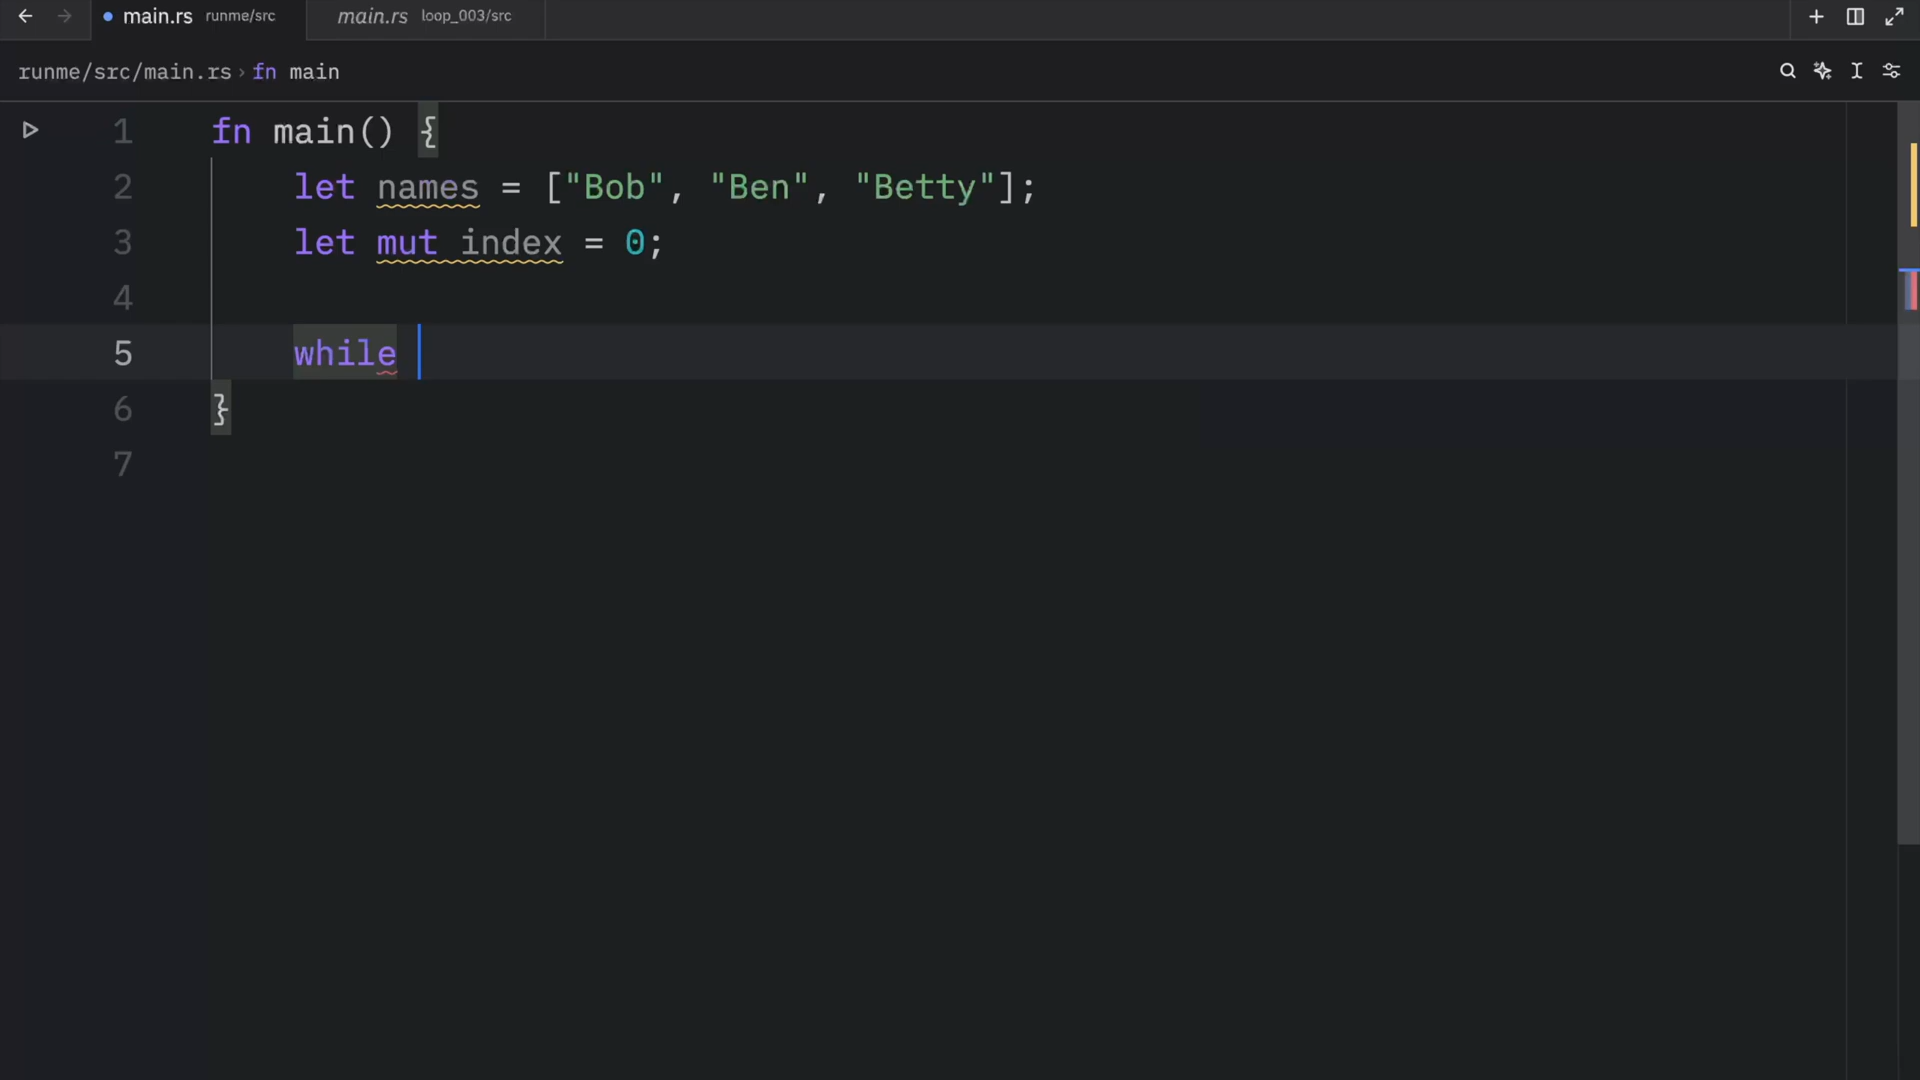 main.rs runme/src main.rs loop_003/src
runme/src/main.rs › fn main
1 fn main() {
2 let names = ["Bob", "Ben", "Betty"];
3 let mut index = 0;
4
5 while
6 }
7